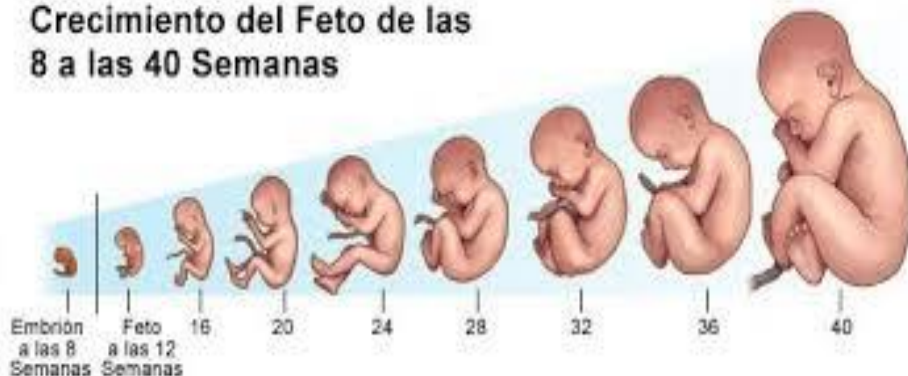 Crecimiento del Feto de las
8 a las 40 Semanas
Embrión
a las 8
Semanas
Feto
a las 12
Semanas
16
20
24
28
32
36
40